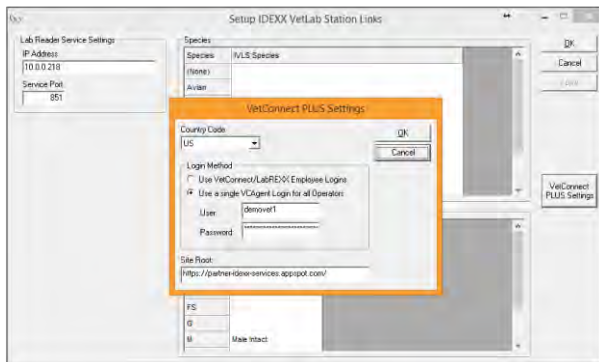 Setup IDEXX VetLab Station Links
Lab Reader Service Settings
IP Address
10.0.0.218
Service Port
851
Species
Species IVLS Species
(None)
Avian
OK
Cancel
VetConnect PLUS Settings
VetConnect PLUS Settings
Country Code
US
OK
Cancel
Login Method
Use VetConnect/LabREXX Employee Logins
Use a single VCAgent Login for all Operators
User demovet1
Password
Site Root:
https://partner-idexx-services.appspot.com/
FS
G
M Male Intact